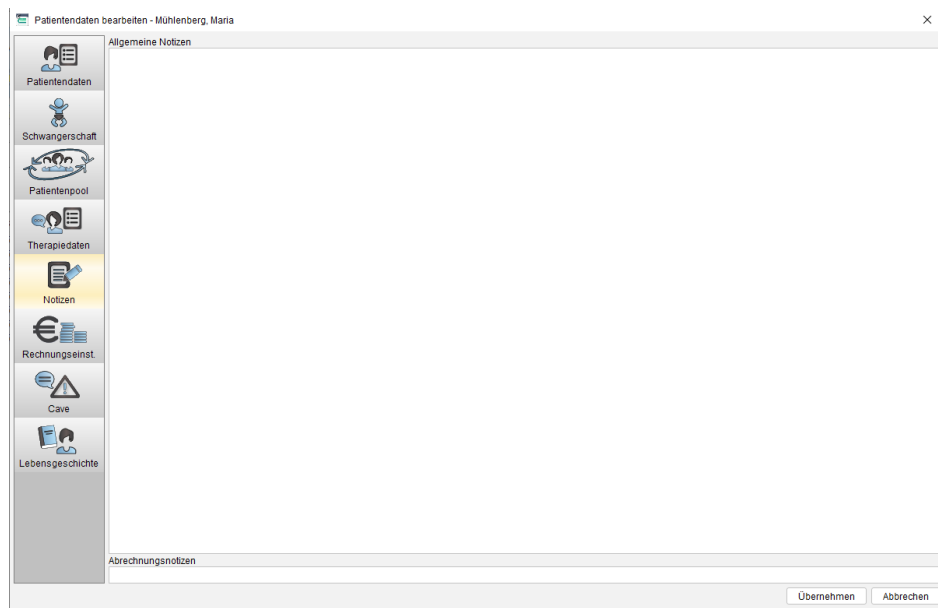 Patientendaten bearbeiten - Mühlenberg, Maria
Allgemeine Notizen
Patientendaten
Schwangerschaft
Patientenpool
Therapiedaten
Notizen
Rechnungseinst.
Cave
Lebensgeschichte
Abrechnungsnotizen
Übernehmen Abbrechen